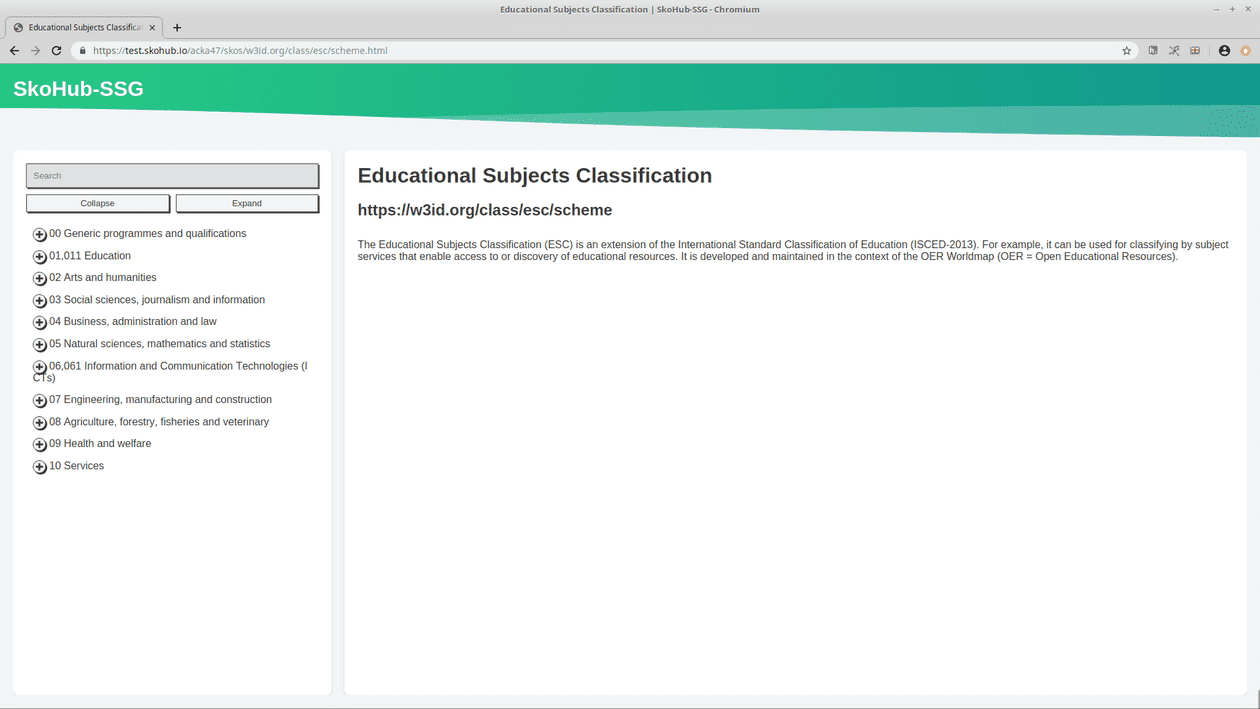 Educational Subjects Classification | SkoHub-SSG - Chromium
Educational Subjects Classifica
https://test.skohub.io/acka47/skos/w3id.org/class/esc/scheme.html
SkoHub-SSG
Search
Collapse
Expand
00 Generic programmes and qualifications
01,011 Education
02 Arts and humanities
03 Social sciences, journalism and information
04 Business, administration and law
05 Natural sciences, mathematics and statistics
06,061 Information and Communication Technologies (I
CTs)
07 Engineering, manufacturing and construction
08 Agriculture, forestry, fisheries and veterinary
09 Health and welfare
10 Services
Educational Subjects Classification
https://w3id.org/class/esc/scheme
The Educational Subjects Classification (ESC) is an extension of the International Standard Classification of Education (ISCED-2013). For example, it can be used for classifying by subject
services that enable access to or discovery of educational resources. It is developed and maintained in the context of the OER Worldmap (OER = Open Educational Resources).